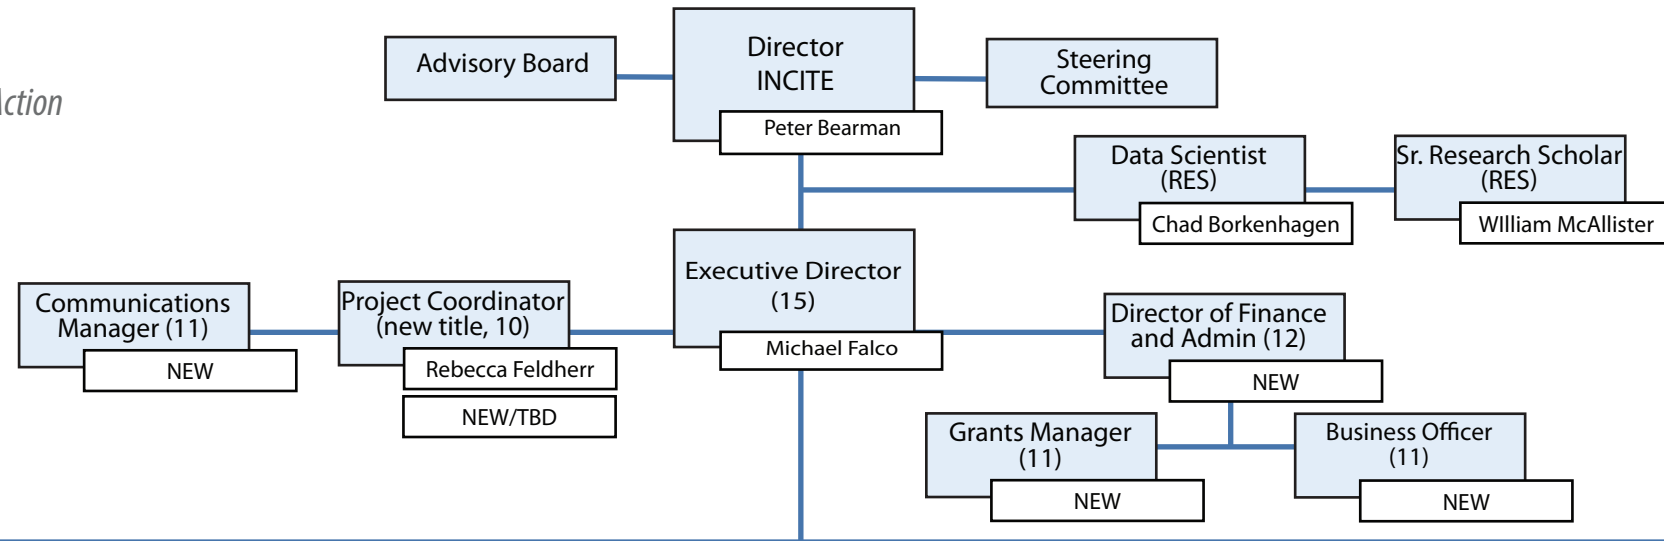 Action
Advisory Board
Director
INCITE
Peter Bearman
Steering
Committee
Data Scientist
(RES)
Chad Borkenhagen
Sr. Research Scholar
(RES)
WIlliam McAllister
Communications
Manager (11)
NEW
Project Coordinator
(new title, 10)
Rebecca Feldherr
NEW/TBD
Executive Director
(15)
Michael Falco
Director of Finance
and Admin (12)
NEW
Grants Manager
(11)
NEW
Business Officer
(11)
NEW